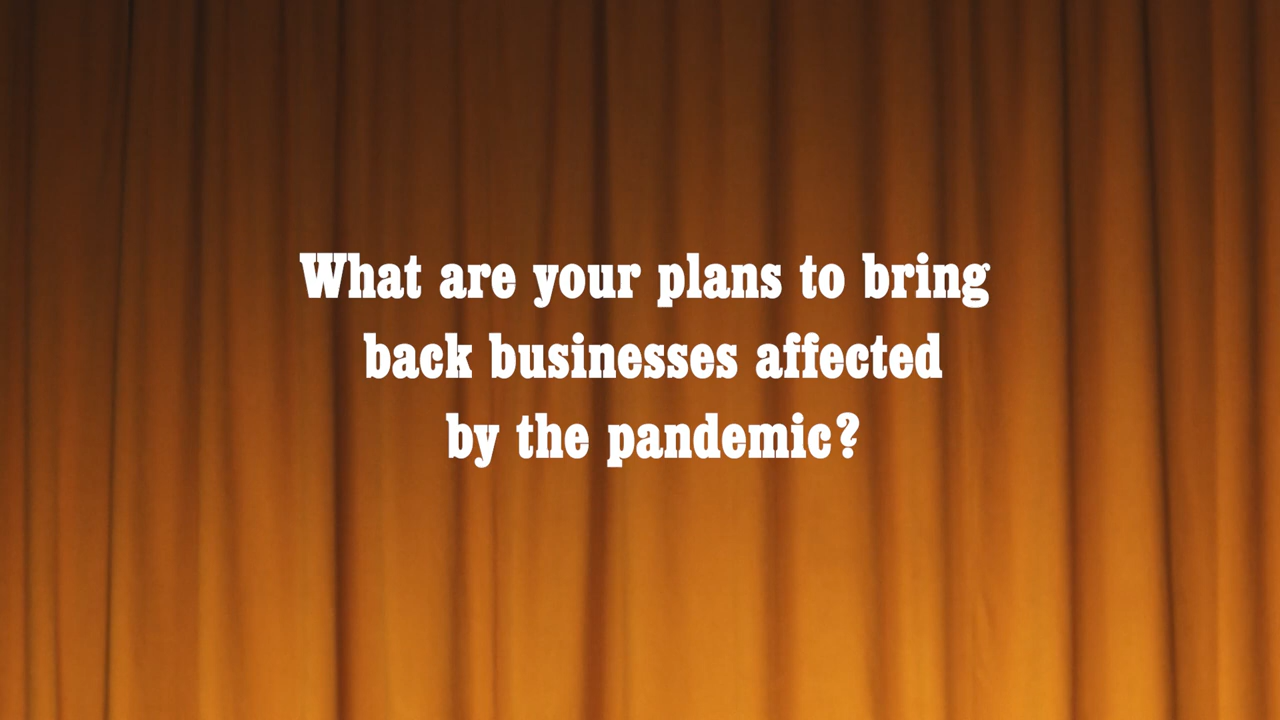 What are your plans to bring
back businesses affected
by the pandemic?